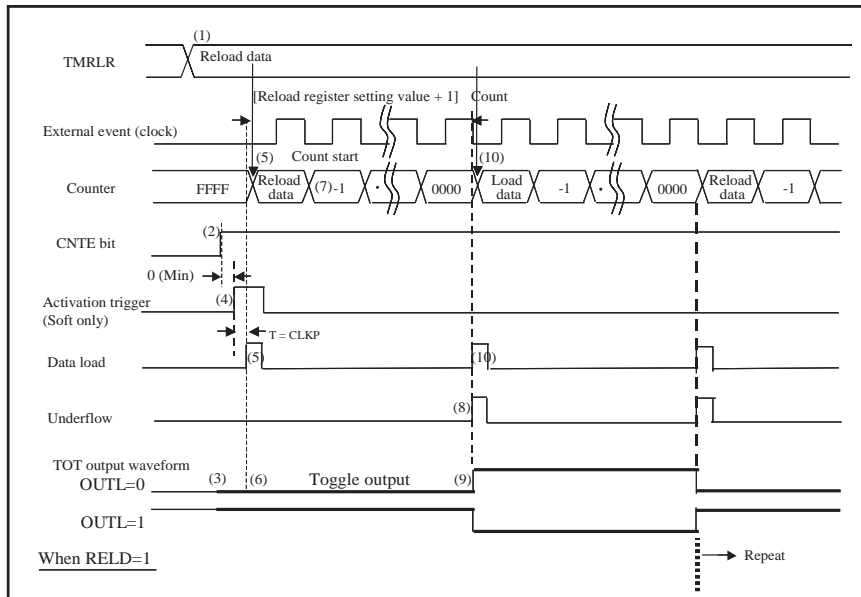 (1)
TMRLR
Reload data
[Reload register setting value + 1] Count
External event (clock)
(5) Count start (10)
Counter
FFFF
Reload data
(7) -1
0000
Load data
-1
0000
Reload data
-1
CNTE bit
(2)
0 (Min)
Activation trigger
(Soft only)
(4)
T = CLKP
Data load
(5)
(10)
Underflow
(8)
TOT output waveform
OUTL=0
(3) (6) Toggle output (9)
OUTL=1
When RELD=1
Repeat